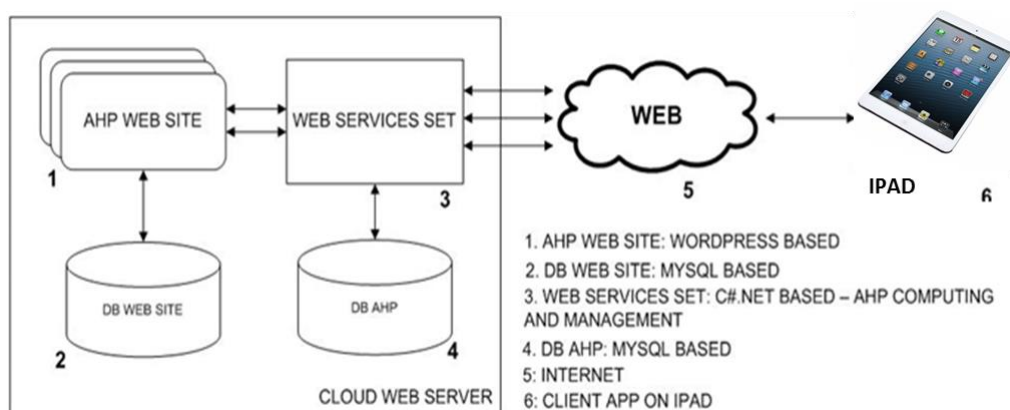 AHP WEB SITE
WEB SERVICES SET
WEB
1
3
5
IPAD
6
DB WEB SITE
DB AHP
2
4
CLOUD WEB SERVER
1. AHP WEB SITE: WORDPRESS BASED
2. DB WEB SITE: MYSQL BASED
3. WEB SERVICES SET: C#.NET BASED – AHP COMPUTING
AND MANAGEMENT
4. DB AHP: MYSQL BASED
5: INTERNET
6: CLIENT APP ON IPAD